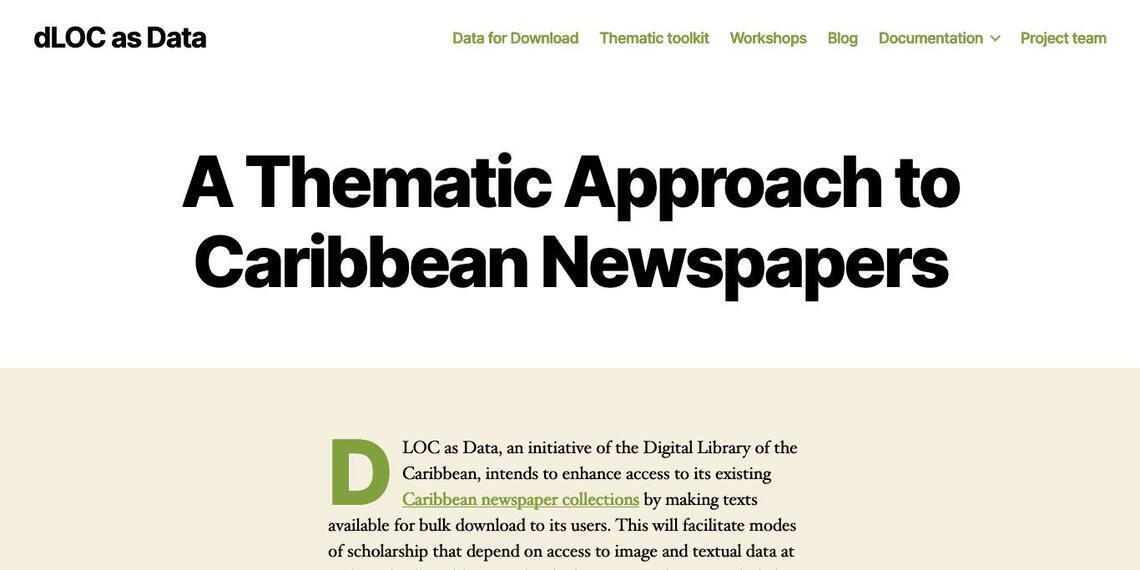 dLOC as Data
Data for Download Thematic toolkit Workshops Blog Documentation Project team
A Thematic Approach to
Caribbean Newspapers
DLOC as Data, an initiative of the Digital Library of the
Caribbean, intends to enhance access to its existing
Caribbean newspaper collections by making texts
available for bulk download to its users. This will facilitate modes
of scholarship that depend on access to image and textual data at